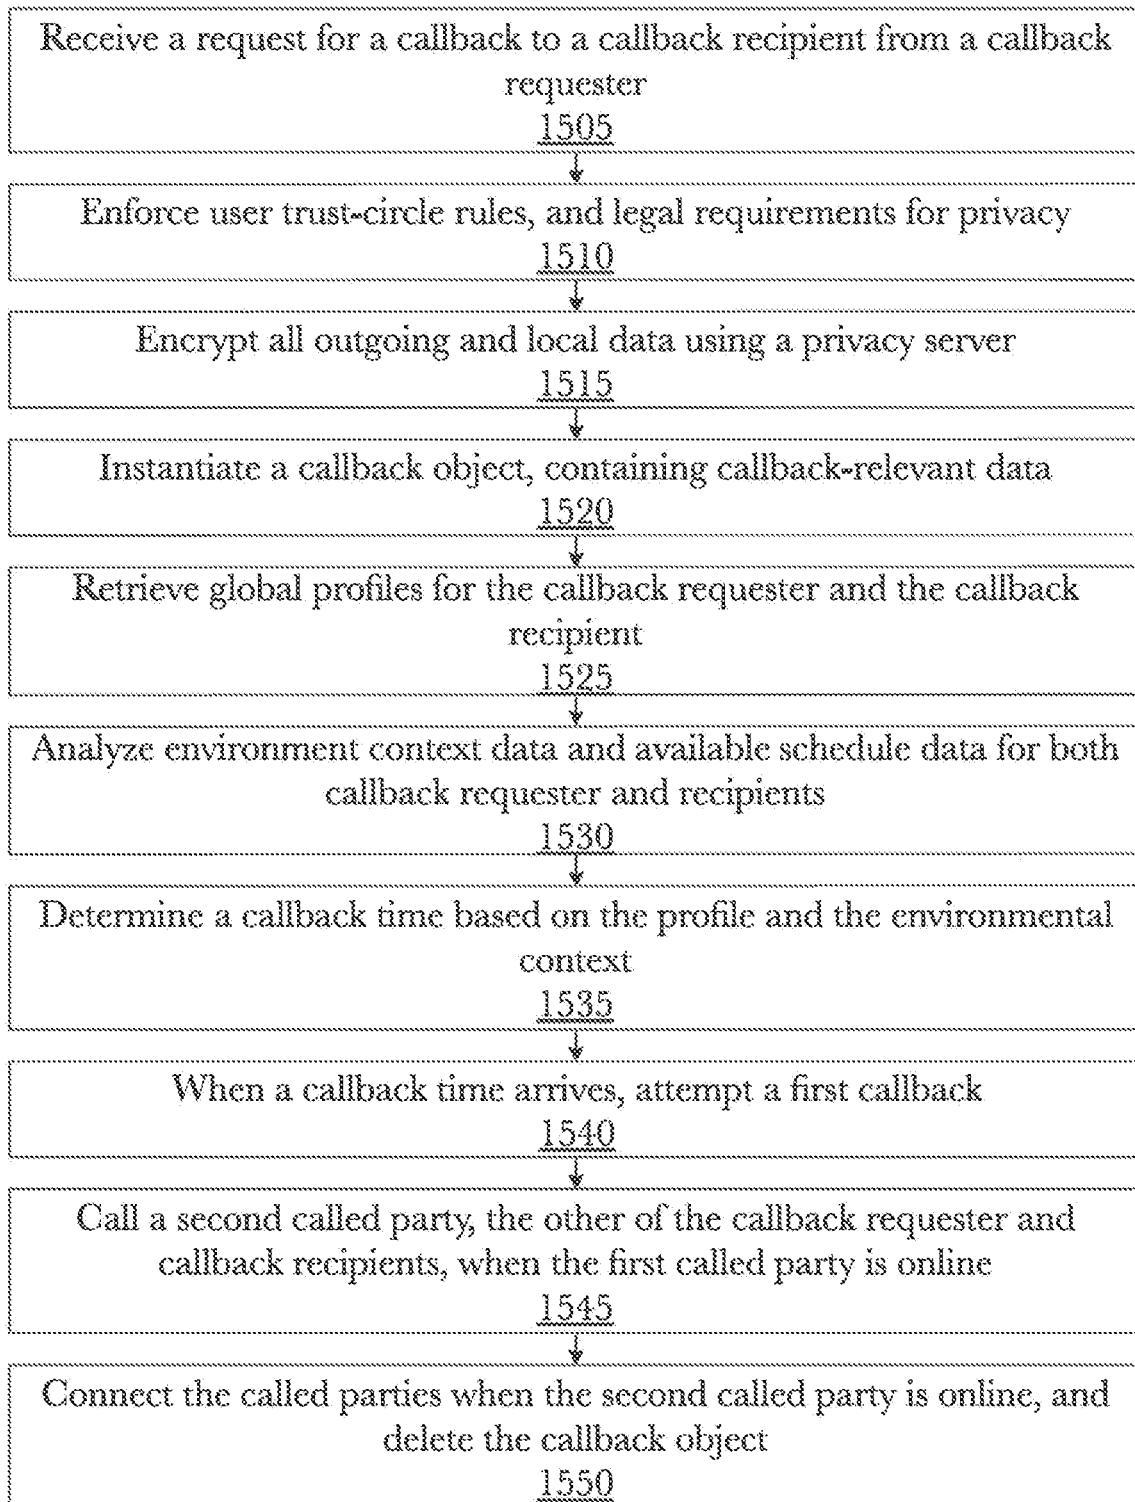 Receive a request for a callback to a callback recipient from a callback
requester
1505
Enforce user trust-circle rules, and legal requirements for privacy
1510
Encrypt all outgoing and local data using a privacy server
1515
Instantiate a callback object, containing callback-relevant data
1520
Retrieve global profiles for the callback requester and the callback
recipient
1525
Analyze environment context data and available schedule data for both
callback requester and recipients
1530
Determine a callback time based on the profile and the environmental
context
1535
When a callback time arrives, attempt a first callback
1540
Call a second called party, the other of the callback requester and
callback recipients, when the first called party is online
1545
Connect the called parties when the second called party is online, and
delete the callback object
1550